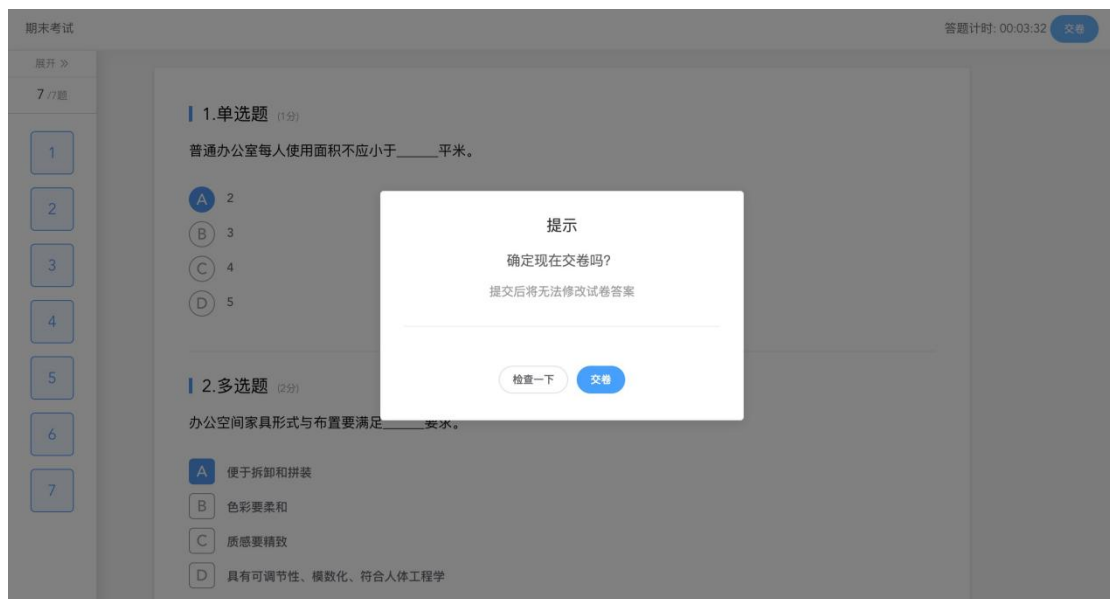 期末考试
答题计时: 00:03:32 交卷
展开 »
7 /7题
1
2
3
4
5
6
7
1.单选题 (1分)
普通办公室每人使用面积不应小于______平米。
A 2
B 3
C 4
D 5
提示
确定现在交卷吗?
提交后将无法修改试卷答案
检查一下 交卷
2.多选题 (2分)
办公空间家具形式与布置要满足______要求。
A 便于拆卸和拼装
B 色彩要柔和
C 质感要精致
D 具有可调节性、模数化、符合人体工程学